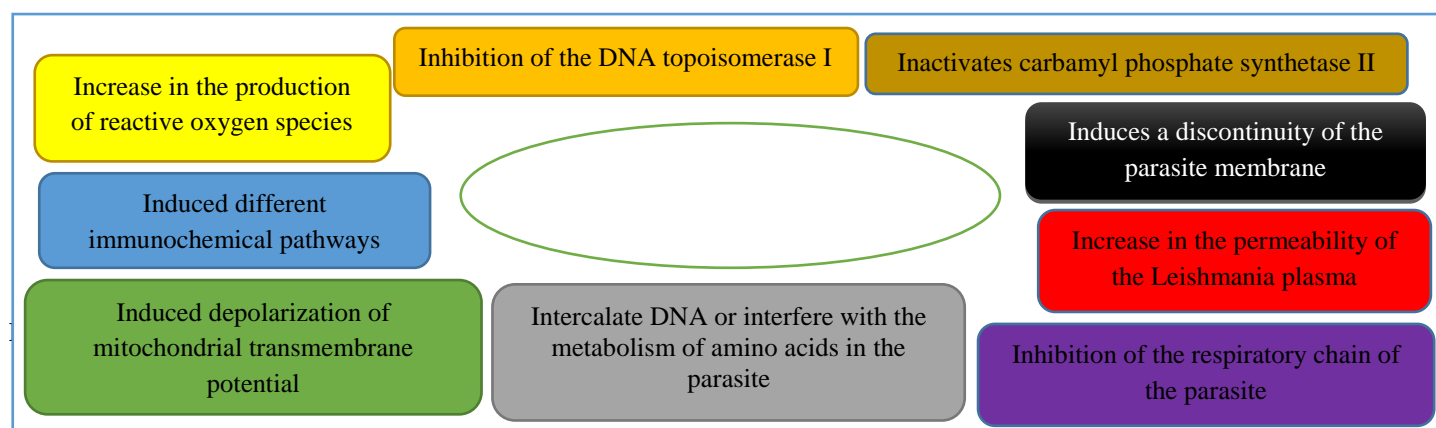 Inhibition of the DNA topoisomerase I
Inactivates carbamyl phosphate synthetase II
Increase in the production
of reactive oxygen species
Induces a discontinuity of the
parasite membrane
Induced different
immunochemical pathways
Increase in the permeability of
the Leishmania plasma
Induced depolarization of
mitochondrial transmembrane
potential
Intercalate DNA or interfere with the
metabolism of amino acids in the
parasite
Inhibition of the respiratory chain of
the parasite